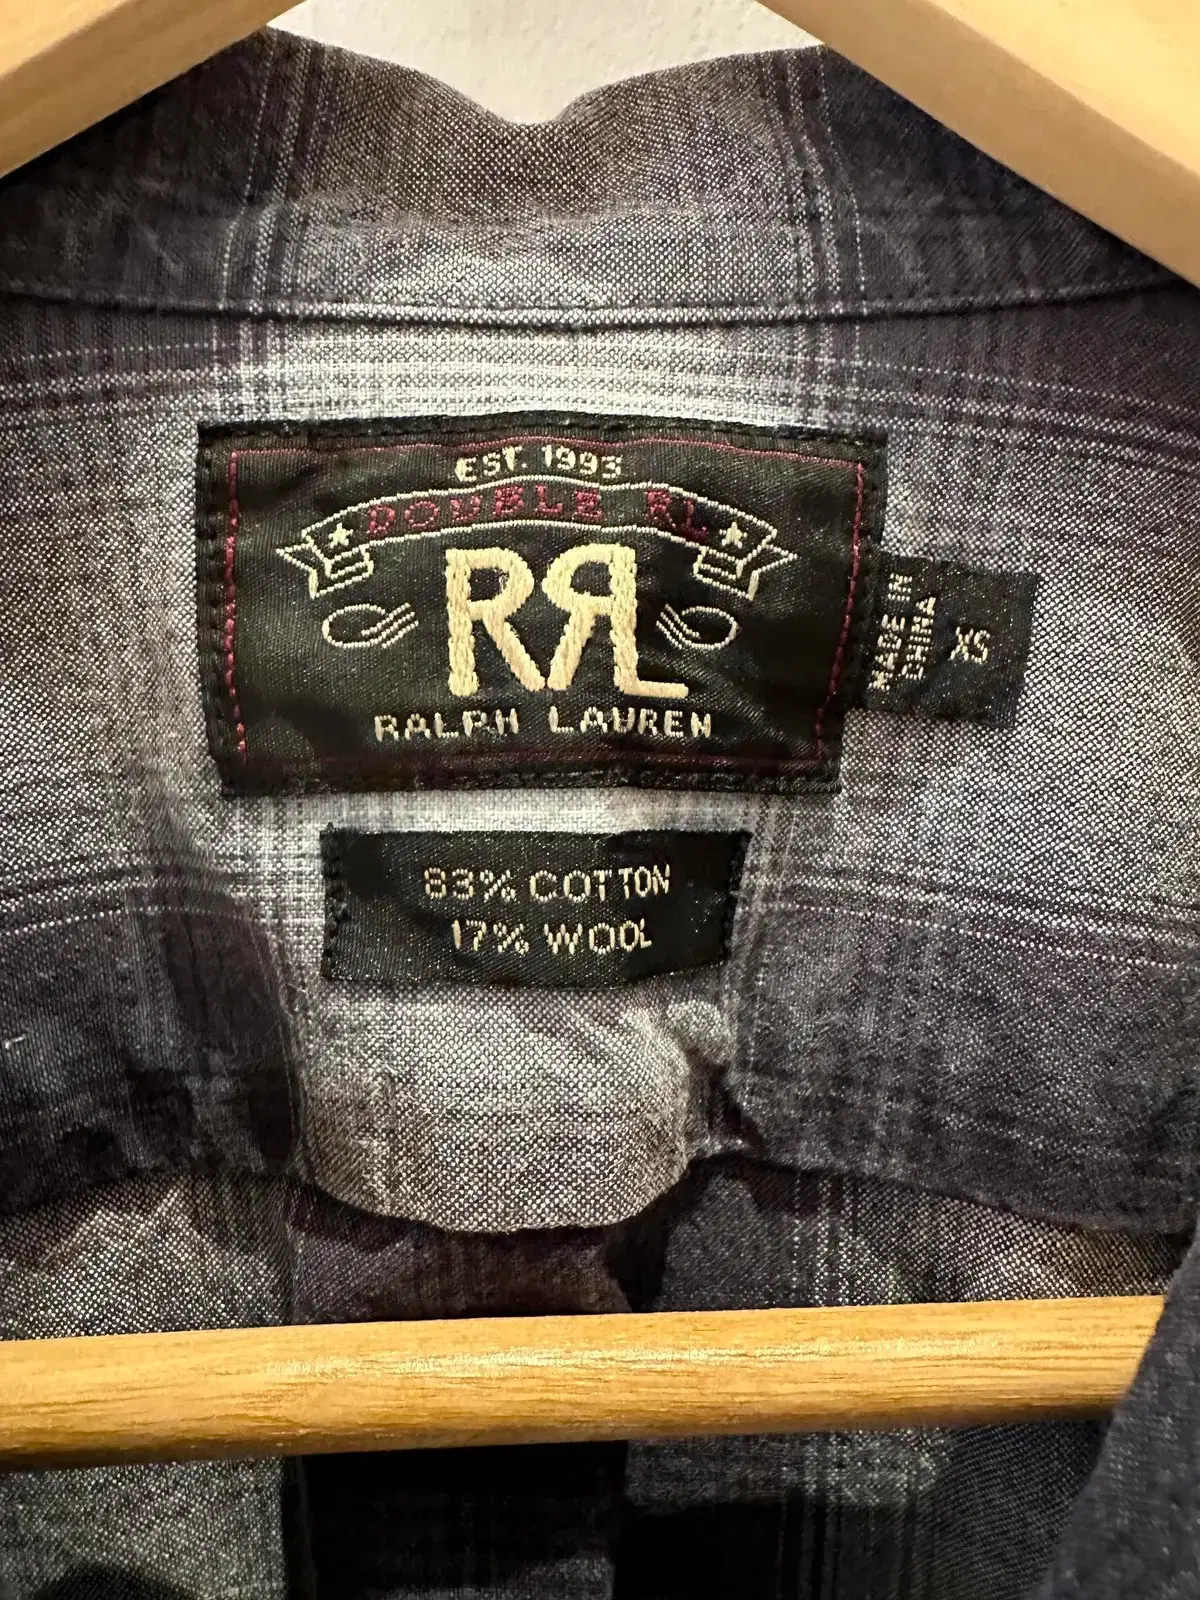 EST. 1993
DOUBLE RL
RRL
RALPH LAUREN
MADE IN
CHINA
XS
83% COTTON
17% WOOL